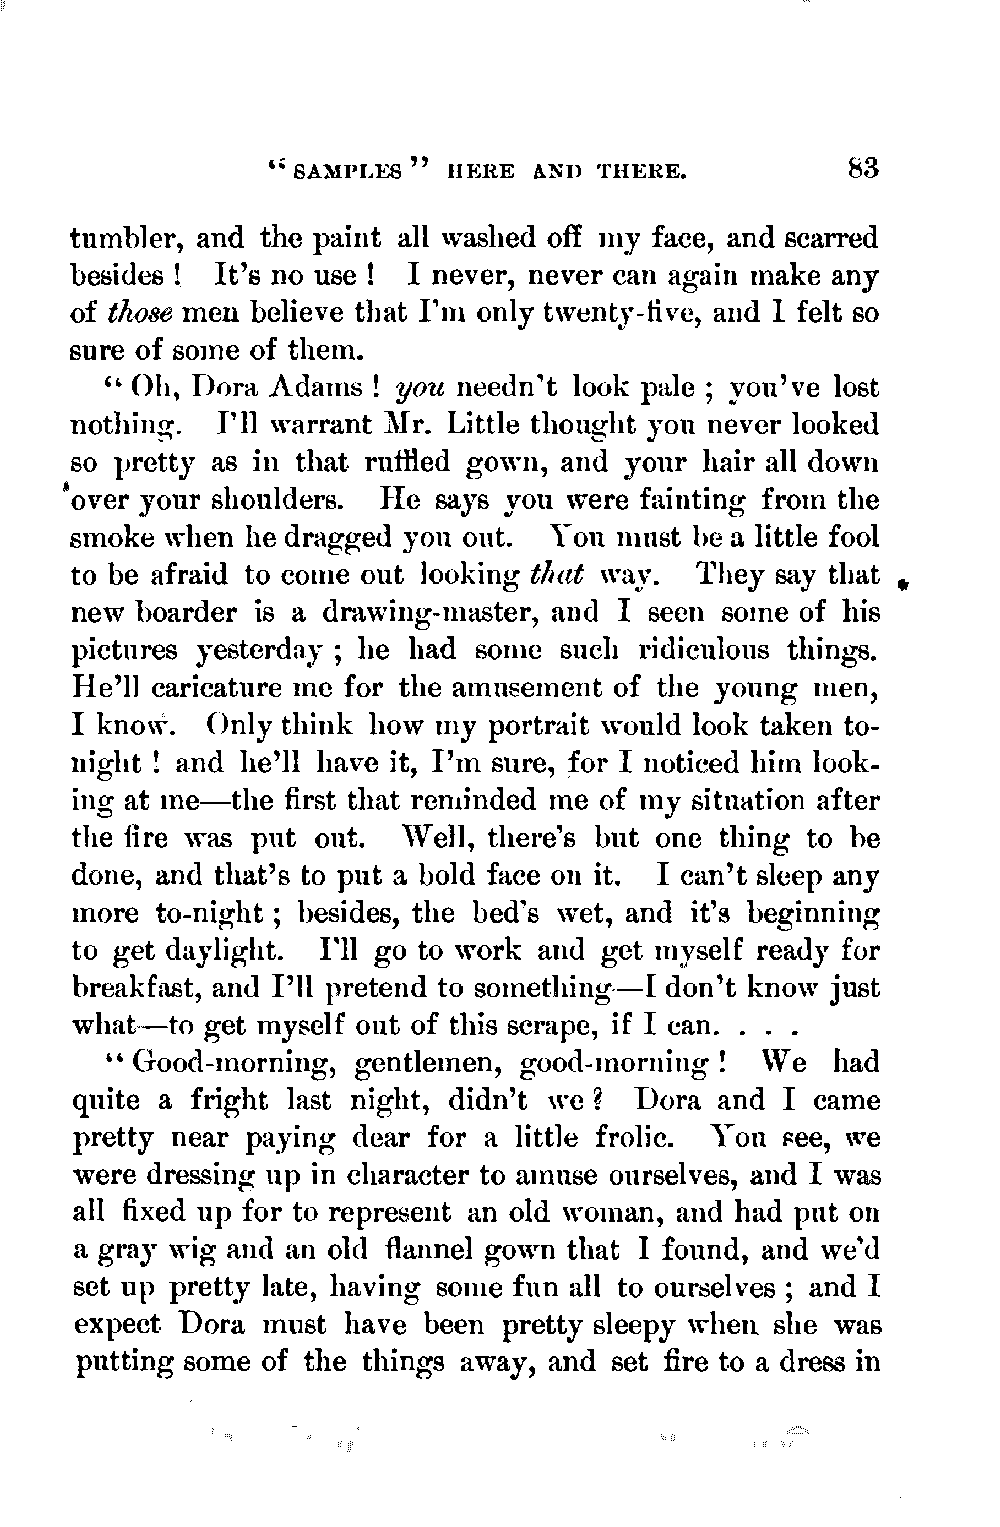 “ SAMPLES ” HERE AND THERE. 83
tumbler, and the paint all washed off my face, and scarred
besides ! It’s no use ! I never, never can again make any
of those men believe that I’m only twenty-five, and I felt so
sure of some of them.
“ Oh, Dora Adams ! you needn’t look pale ; you’ve lost
nothing. I’ll warrant Mr. Little thought you never looked
so pretty as in that ruffled gown, and your hair all down
over your shoulders. He says you were fainting from the
smoke when he dragged you out. You must be a little fool
to be afraid to come out looking that way. They say that
new boarder is a drawing-master, and I seen some of his
pictures yesterday ; he had some such ridiculous things.
He’ll caricature me for the amusement of the young men,
I know. Only think how my portrait would look taken to-
night ! and he’ll have it, I’m sure, for I noticed him look-
ing at me—the first that reminded me of my situation after
the fire was put out. Well, there’s but one thing to be
done, and that’s to put a bold face on it. I can’t sleep any
more to-night ; besides, the bed’s wet, and it’s beginning
to get daylight. I’ll go to work and get myself ready for
breakfast, and I’ll pretend to something—I don’t know just
what—to get myself out of this scrape, if I can. . . .
“ Good-morning, gentlemen, good-morning ! We had
quite a fright last night, didn’t we ? Dora and I came
pretty near paying dear for a little frolic. You see, we
were dressing up in character to amuse ourselves, and I was
all fixed up for to represent an old woman, and had put on
a gray wig and an old flannel gown that I found, and we’d
set up pretty late, having some fun all to ourselves ; and I
expect Dora must have been pretty sleepy when she was
putting some of the things away, and set fire to a dress in